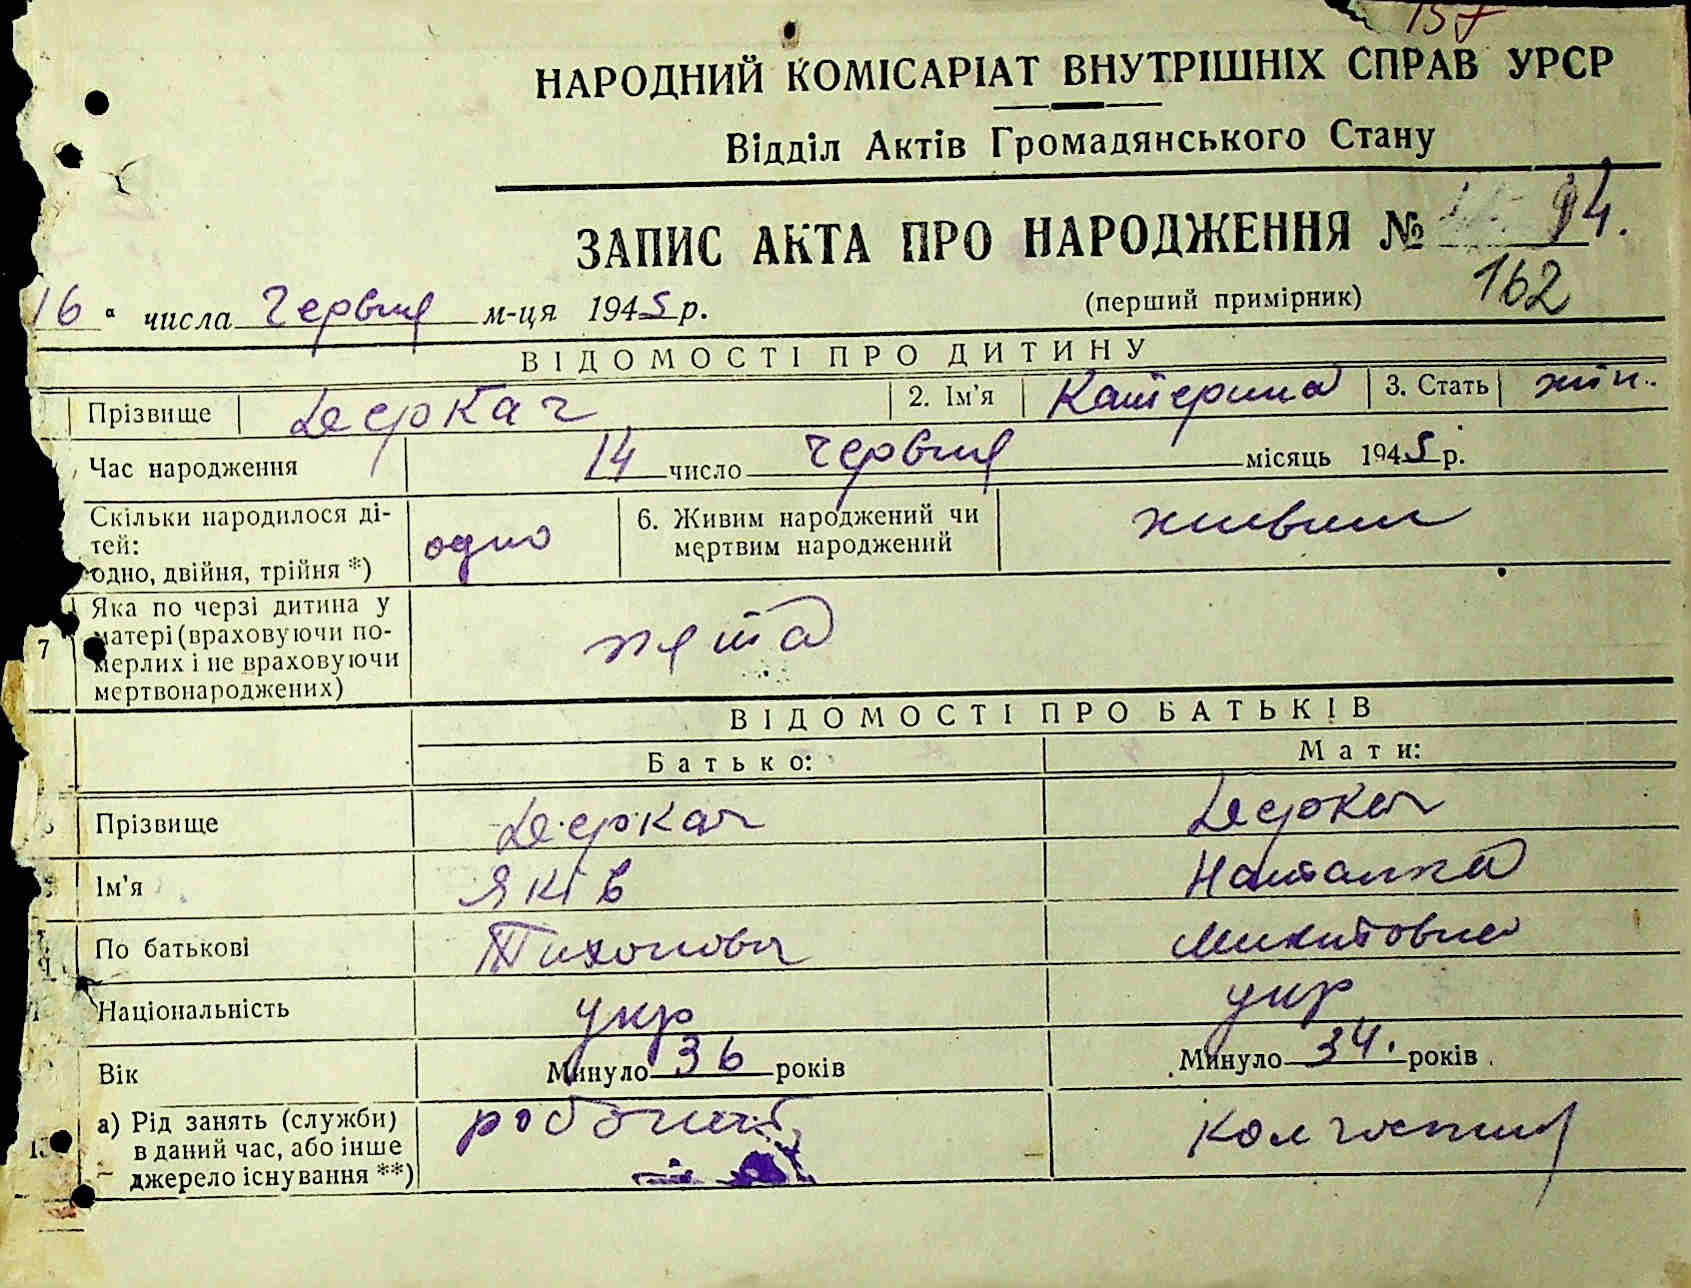 157
НАРОДНИЙ КОМІСАРІАТ ВНУТРІШНІХ СПРАВ УРСР
Відділ Актів Громадянського Стану
ЗАПИС АКТА ПРО НАРОДЖЕННЯ № 94.
16 " числа Червня м-ця 1945 р. (перший примірник) 162
ВІДОМОСТІ ПРО ДИТИНУ
Прізвище Деркач 2. Ім'я Катерина 3. Стать жін.
Час народження 14 число червня місяць 1945 р.
Скільки народилося ді-
тей:
одно, двійня, трійня *) одно 6. Живим народжений чи
мертвим народжений живим
7 Яка по черзі дитина у
матері (враховуючи по-
мерлих і не враховуючи
мертвонароджених) пята
ВІДОМОСТІ ПРО БАТЬКІВ
Батько: Мати:
Прізвище Деркач Деркач
Ім'я Яків Наталка
По батькові Тихонович Микитовна
Національність укр укр
Вік Минуло 36 років Минуло 34. років
а) Рід занять (служби)
в даний час, або інше
джерело існування **) робочий колгоспниця